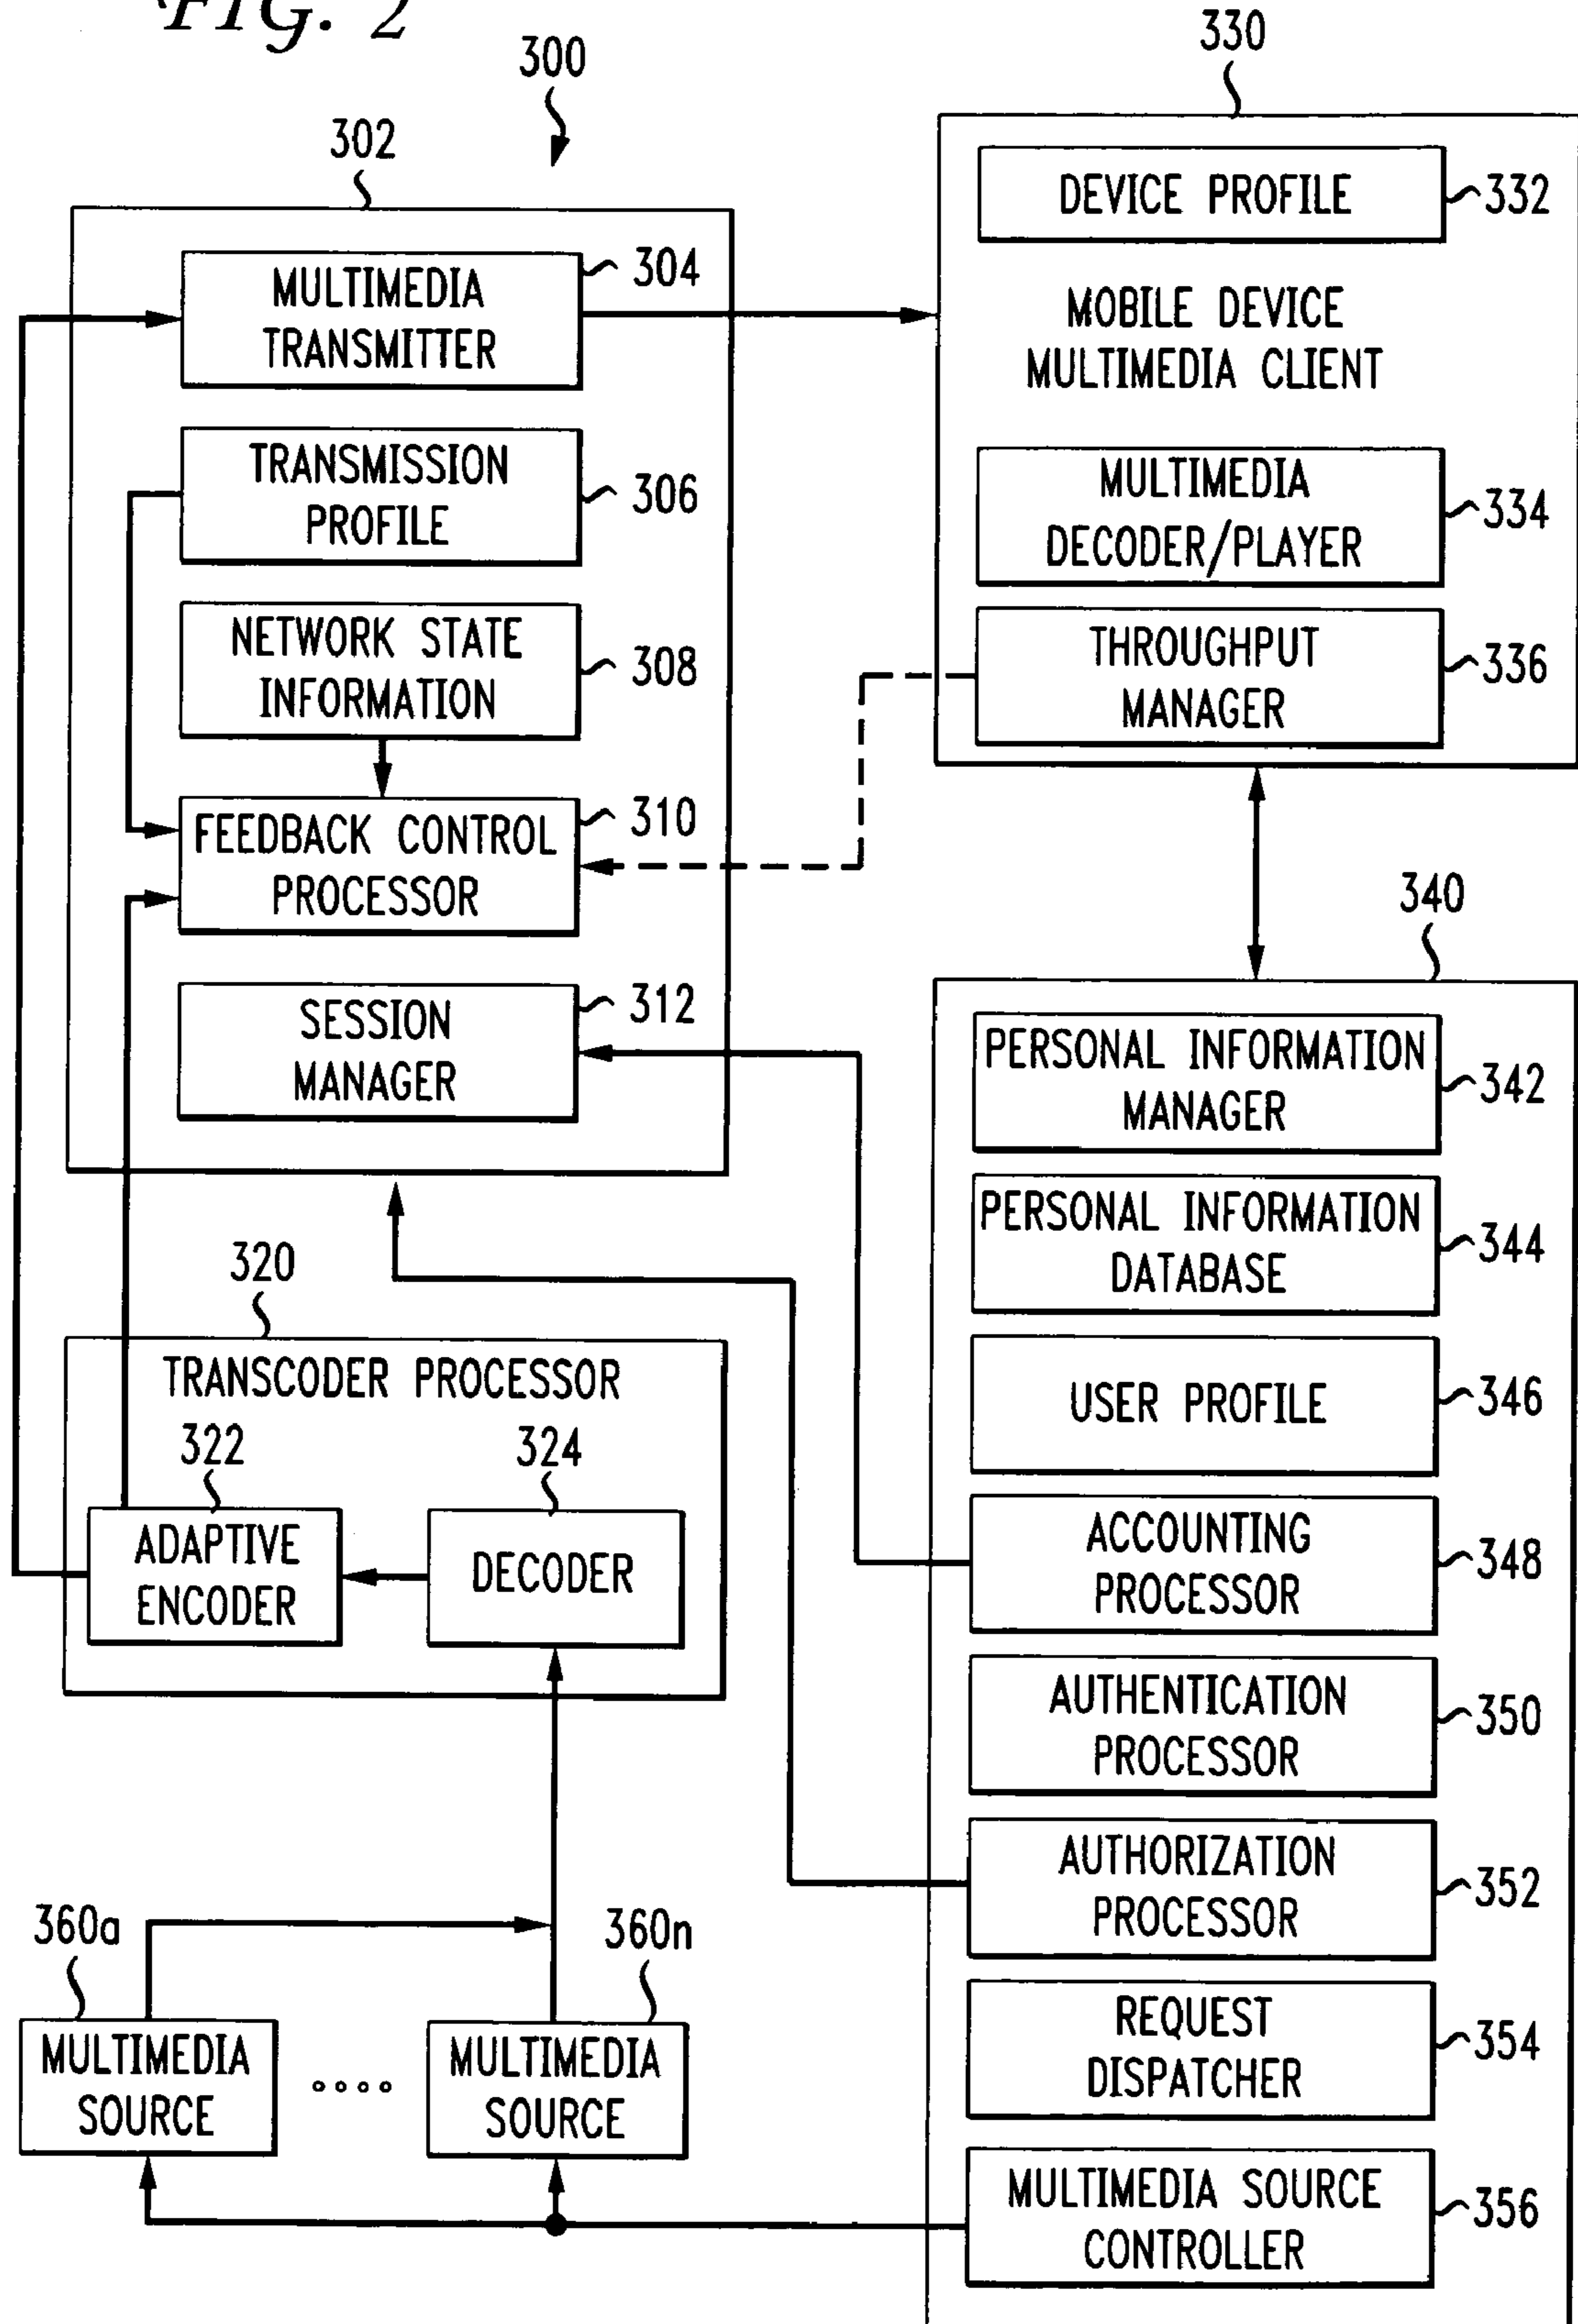 FIG. 2
300
302
MULTIMEDIA
TRANSMITTER
304
TRANSMISSION
PROFILE
306
NETWORK STATE
INFORMATION
308
FEEDBACK CONTROL
PROCESSOR
310
SESSION
MANAGER
312
330
DEVICE PROFILE
332
MOBILE DEVICE
MULTIMEDIA CLIENT
MULTIMEDIA
DECODER/PLAYER
334
THROUGHPUT
MANAGER
336
340
PERSONAL INFORMATION
MANAGER
342
PERSONAL INFORMATION
DATABASE
344
USER PROFILE
346
ACCOUNTING
PROCESSOR
348
AUTHENTICATION
PROCESSOR
350
AUTHORIZATION
PROCESSOR
352
REQUEST
DISPATCHER
354
MULTIMEDIA SOURCE
CONTROLLER
356
320
TRANSCODER PROCESSOR
322
ADAPTIVE
ENCODER
324
DECODER
360a
MULTIMEDIA
SOURCE
360n
MULTIMEDIA
SOURCE